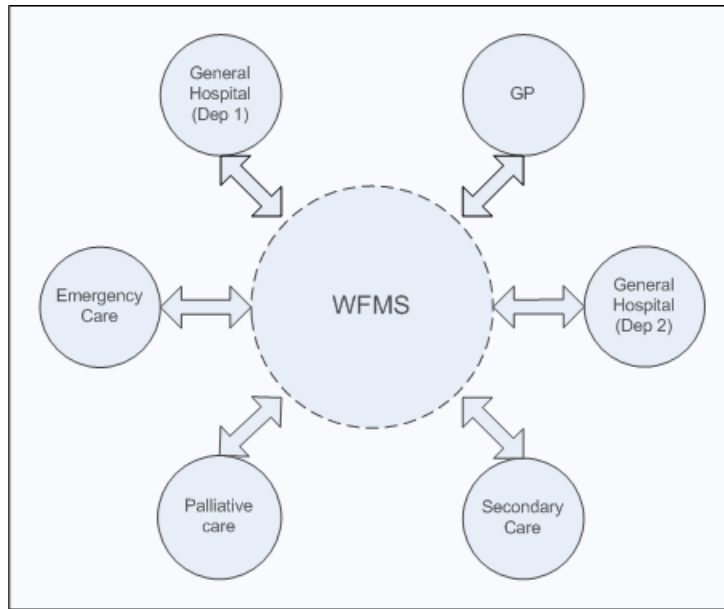 General
Hospital
(Dep 1)
GP
Emergency
Care
WFMS
General
Hospital
(Dep 2)
Palliative
care
Secondary
Care